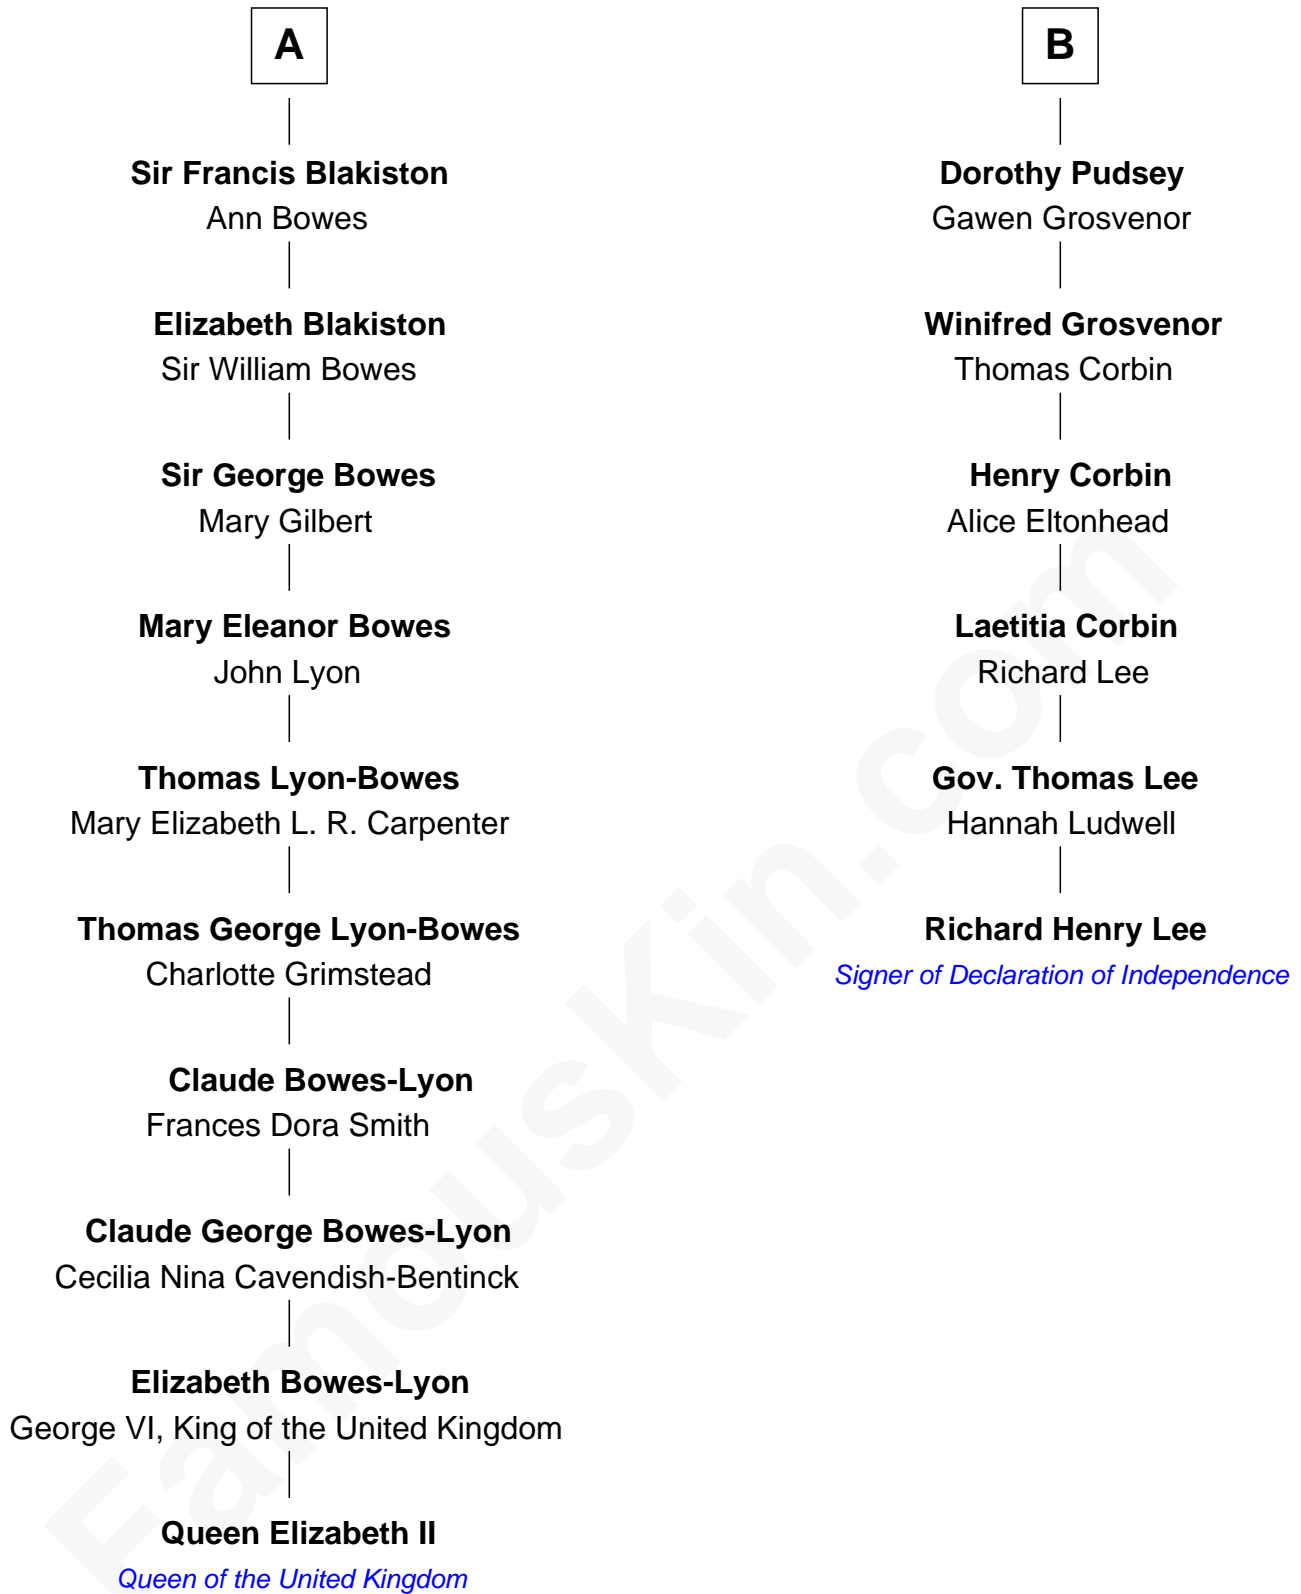 A
Sir Francis Blakiston
Ann Bowes
Elizabeth Blakiston
Sir William Bowes
Sir George Bowes
Mary Gilbert
Mary Eleanor Bowes
John Lyon
Thomas Lyon-Bowes
Mary Elizabeth L. R. Carpenter
Thomas George Lyon-Bowes
Charlotte Grimstead
Claude Bowes-Lyon
Frances Dora Smith
Claude George Bowes-Lyon
Cecilia Nina Cavendish-Bentinck
Elizabeth Bowes-Lyon
George VI, King of the United Kingdom
Queen Elizabeth II
Queen of the United Kingdom
B
Dorothy Pudsey
Gawen Grosvenor
Winifred Grosvenor
Thomas Corbin
Henry Corbin
Alice Eltonhead
Laetitia Corbin
Richard Lee
Gov. Thomas Lee
Hannah Ludwell
Richard Henry Lee
Signer of Declaration of Independence
FamousKin.com